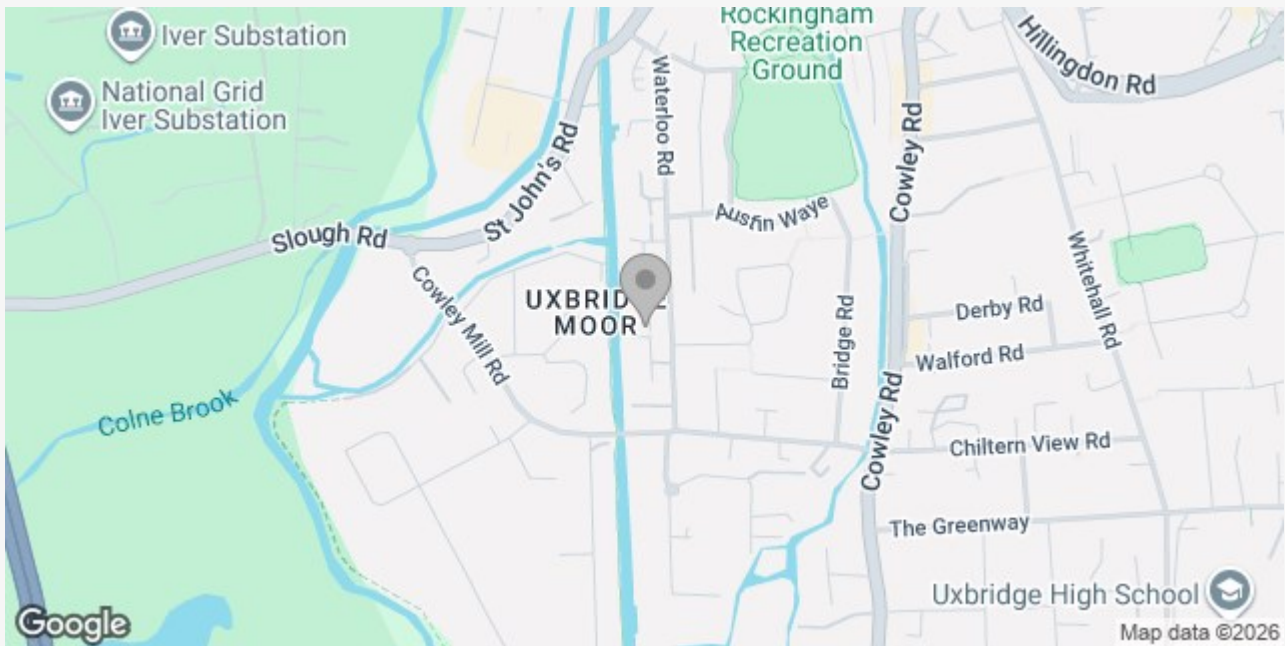 Iver Substation
National Grid
Iver Substation
Rockingham
Recreation
Ground
Hillingdon Rd
Waterloo Rd
St John's Rd
Cowley Rd
Slough Rd
Austin Waye
Whitehall Rd
Cowley Mill Rd
UXBRIDGE
MOOR
Bridge Rd
Derby Rd
Walford Rd
Colne Brook
Cowley Rd
Chiltern View Rd
The Greenway
Uxbridge High School
Google
Map data ©2026